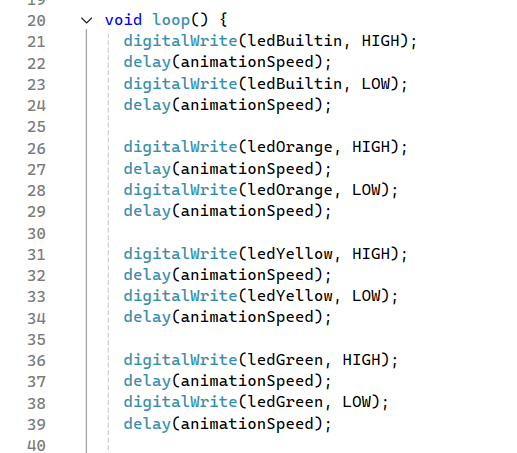 20 void loop() {
21 digitalWrite(ledBuiltin, HIGH);
22 delay(animationSpeed);
23 digitalWrite(ledBuiltin, LOW);
24 delay(animationSpeed);
25
26 digitalWrite(ledOrange, HIGH);
27 delay(animationSpeed);
28 digitalWrite(ledOrange, LOW);
29 delay(animationSpeed);
30
31 digitalWrite(ledYellow, HIGH);
32 delay(animationSpeed);
33 digitalWrite(ledYellow, LOW);
34 delay(animationSpeed);
35
36 digitalWrite(ledGreen, HIGH);
37 delay(animationSpeed);
38 digitalWrite(ledGreen, LOW);
39 delay(animationSpeed);
40